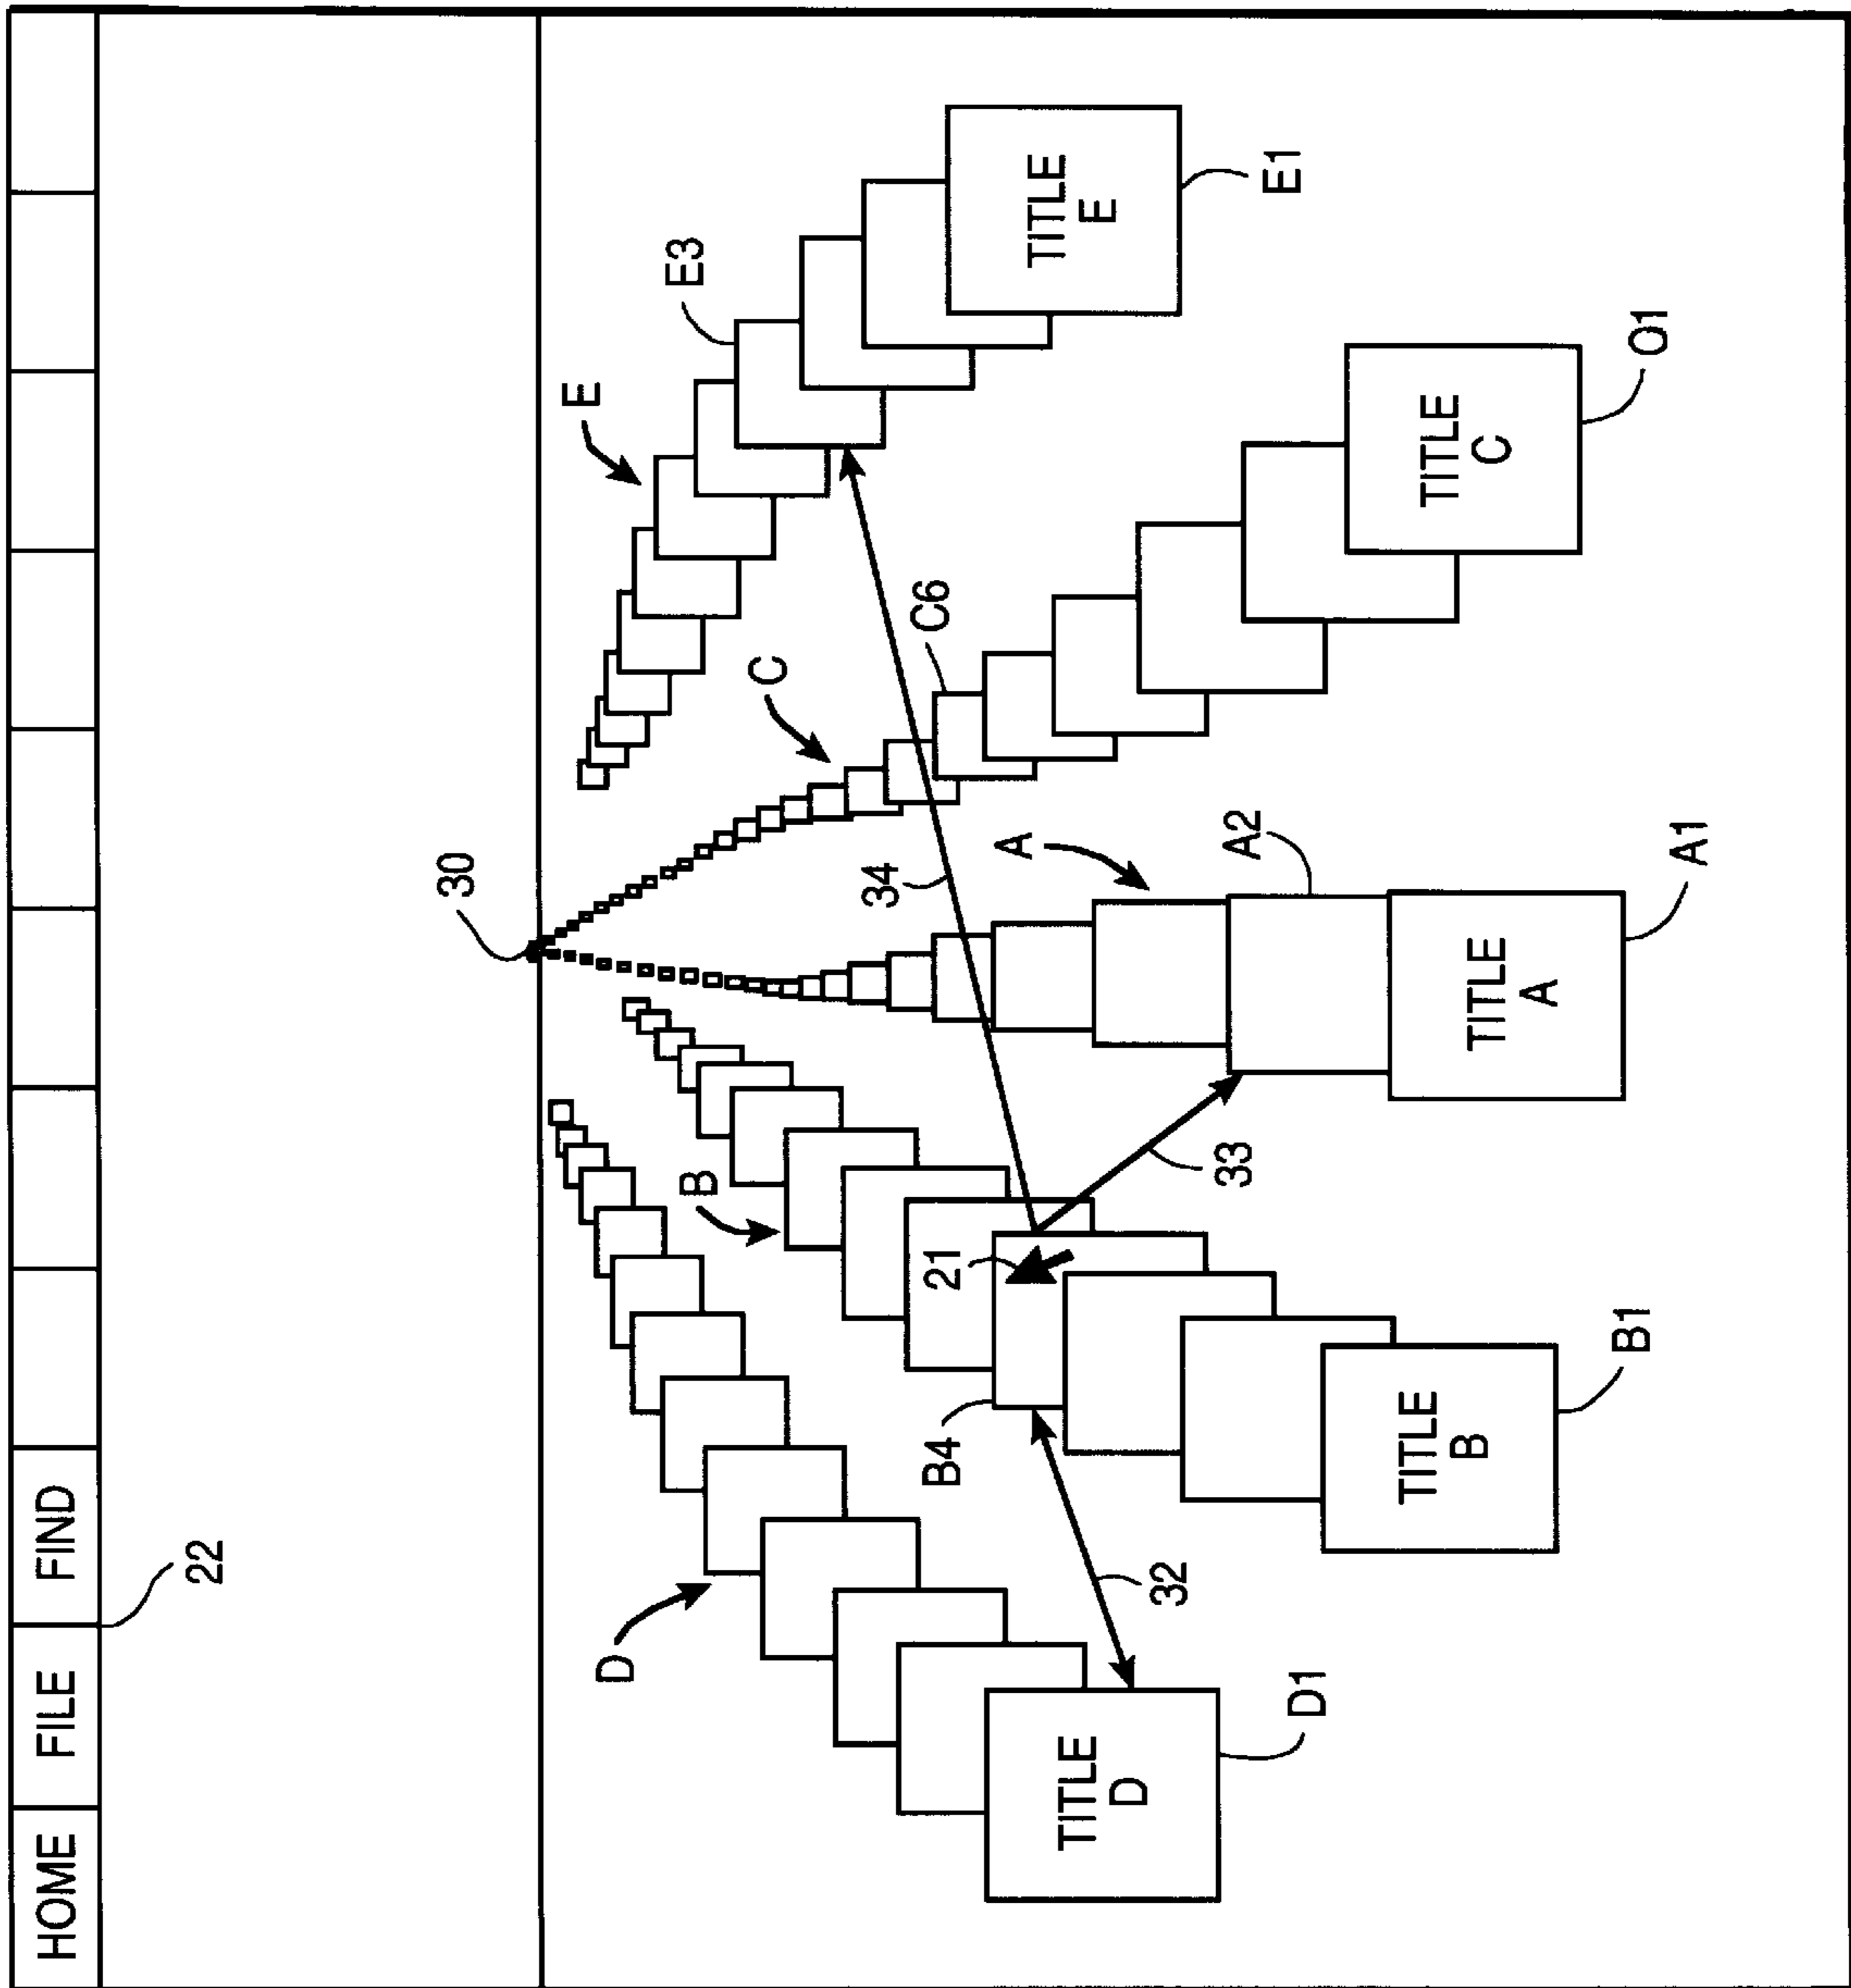 HOME FILE FIND
22
30
D
B
C
E
E3
D1
TITLE
D
32
B4
21
33
34
C6
TITLE
E
E1
B1
TITLE
B
A
A2
TITLE
A
A1
TITLE
C
O1